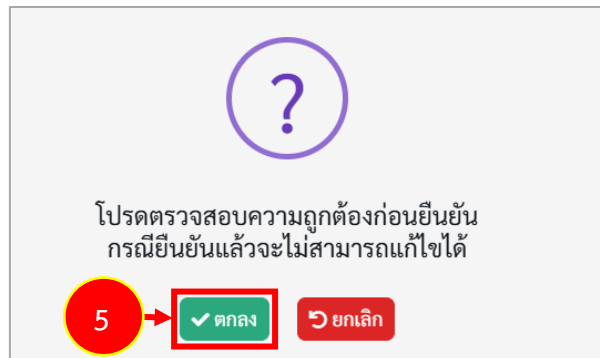 ?
โปรดตรวจสอบความถูกต้องก่อนยืนยัน
กรณียืนยันแล้วจะไม่สามารถแก้ไขได้
5 ตกลง ยกเลิก